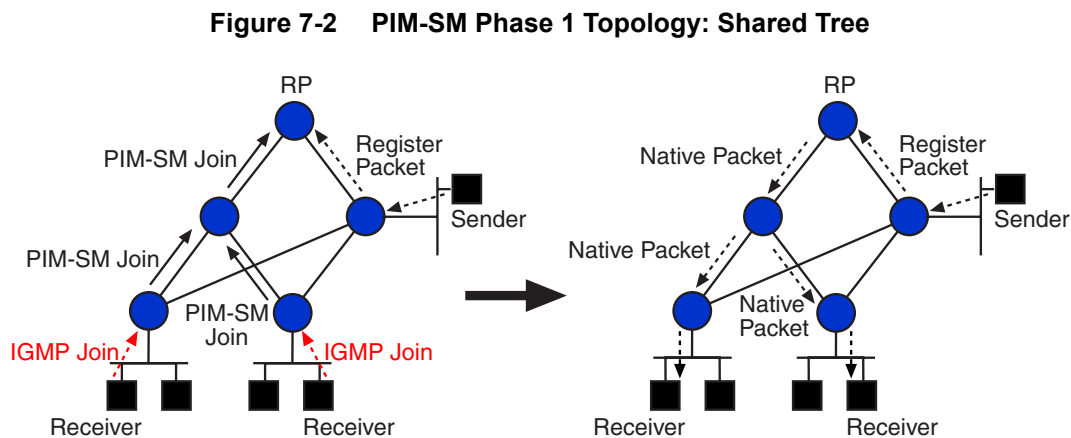 Figure 7-2 PIM-SM Phase 1 Topology: Shared Tree
RP
PIM-SM Join
Register
Packet
Sender
PIM-SM Join
PIM-SM
Join
IGMP Join
IGMP Join
Receiver
Receiver
RP
Native Packet
Register
Packet
Sender
Native Packet
Native
Packet
Receiver
Receiver